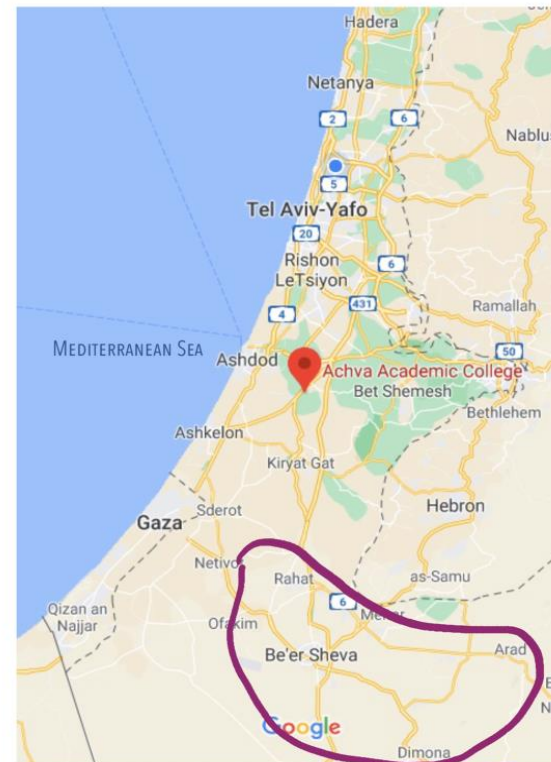 Hadera
Netanya
2
6
Nablus
5
Tel Aviv-Yafo
20
Rishon
LeTsiyon
6
431
4
Ramallah
MEDITERRANEAN SEA
Ashdod
50
Achva Academic College
Bet Shemesh
Bethlehem
Ashkelon
Kiryat Gat
Hebron
Gaza
Sderot
Netivot
Rahat
as-Samu
6
Qizan an
Najjar
Ofakim
Meitar
Be'er Sheva
Arad
Google
Dimona